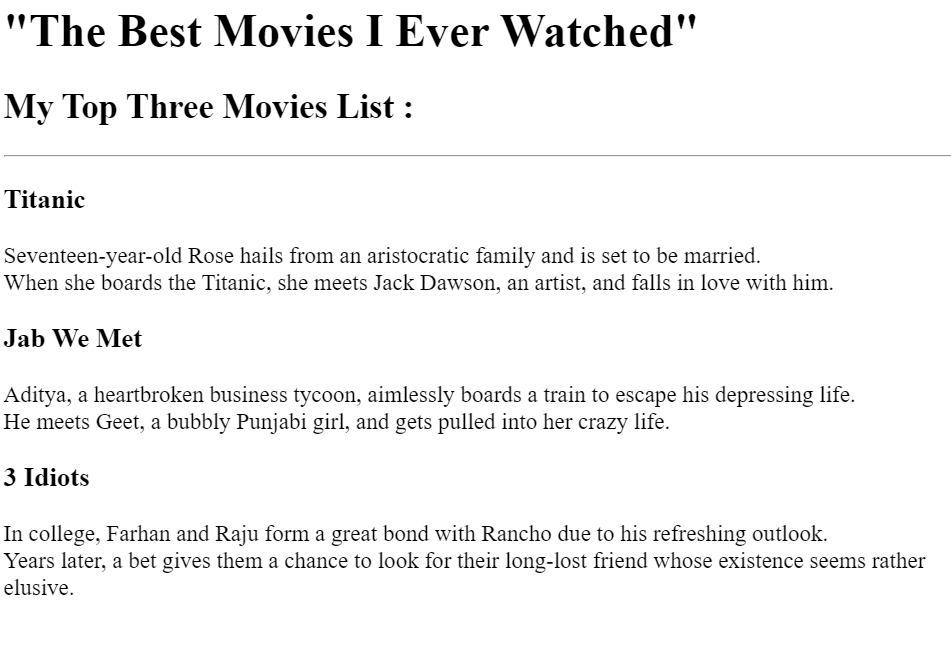 "The Best Movies I Ever Watched"
My Top Three Movies List :
Titanic
Seventeen-year-old Rose hails from an aristocratic family and is set to be married.
When she boards the Titanic, she meets Jack Dawson, an artist, and falls in love with him.
Jab We Met
Aditya, a heartbroken business tycoon, aimlessly boards a train to escape his depressing life.
He meets Geet, a bubbly Punjabi girl, and gets pulled into her crazy life.
3 Idiots
In college, Farhan and Raju form a great bond with Rancho due to his refreshing outlook.
Years later, a bet gives them a chance to look for their long-lost friend whose existence seems rather
elusive.